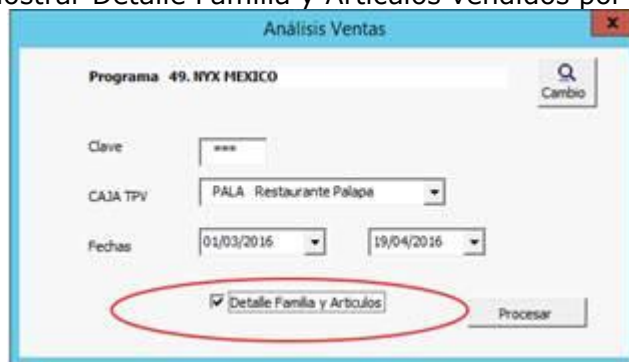 ostrar Detalle Familia y Artículos vendidos por
Análisis Ventas
x
Programa 49. NYX MEXICO
Cambio
Clave ***
CAJA TPV PALA Restaurante Palapa
Fechas 01/03/2016 19/04/2016
Detalle Familia y Articulos
Procesar